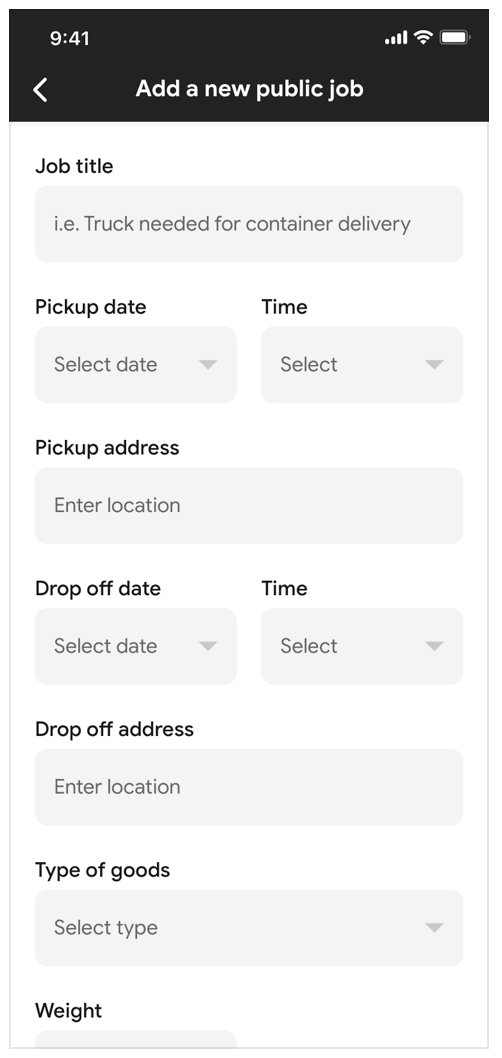 9:41
Add a new public job
Job title
i.e. Truck needed for container delivery
Pickup date Time
Select date Select
Pickup address
Enter location
Drop off date Time
Select date Select
Drop off address
Enter location
Type of goods
Select type
Weight